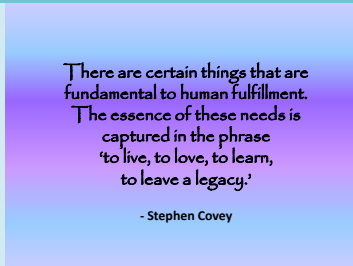 There are certain things that are
fundamental to human fulfillment.
The essence of these needs is
captured in the phrase
‘to live, to love, to learn,
to leave a legacy.’
- Stephen Covey